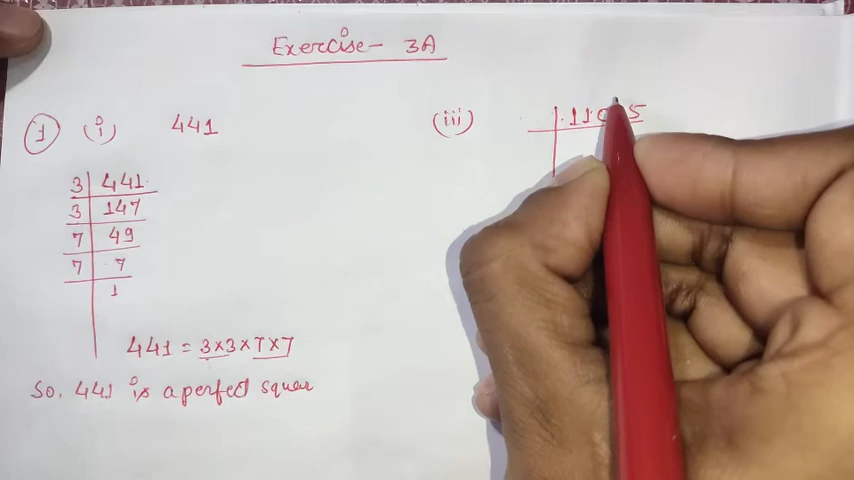 Exercise- 3A
1 (i) 441
3 441
3 147
7 49
7 7
1
441 = 3×3×7×7
So. 441 is a perfect squar
(iii)